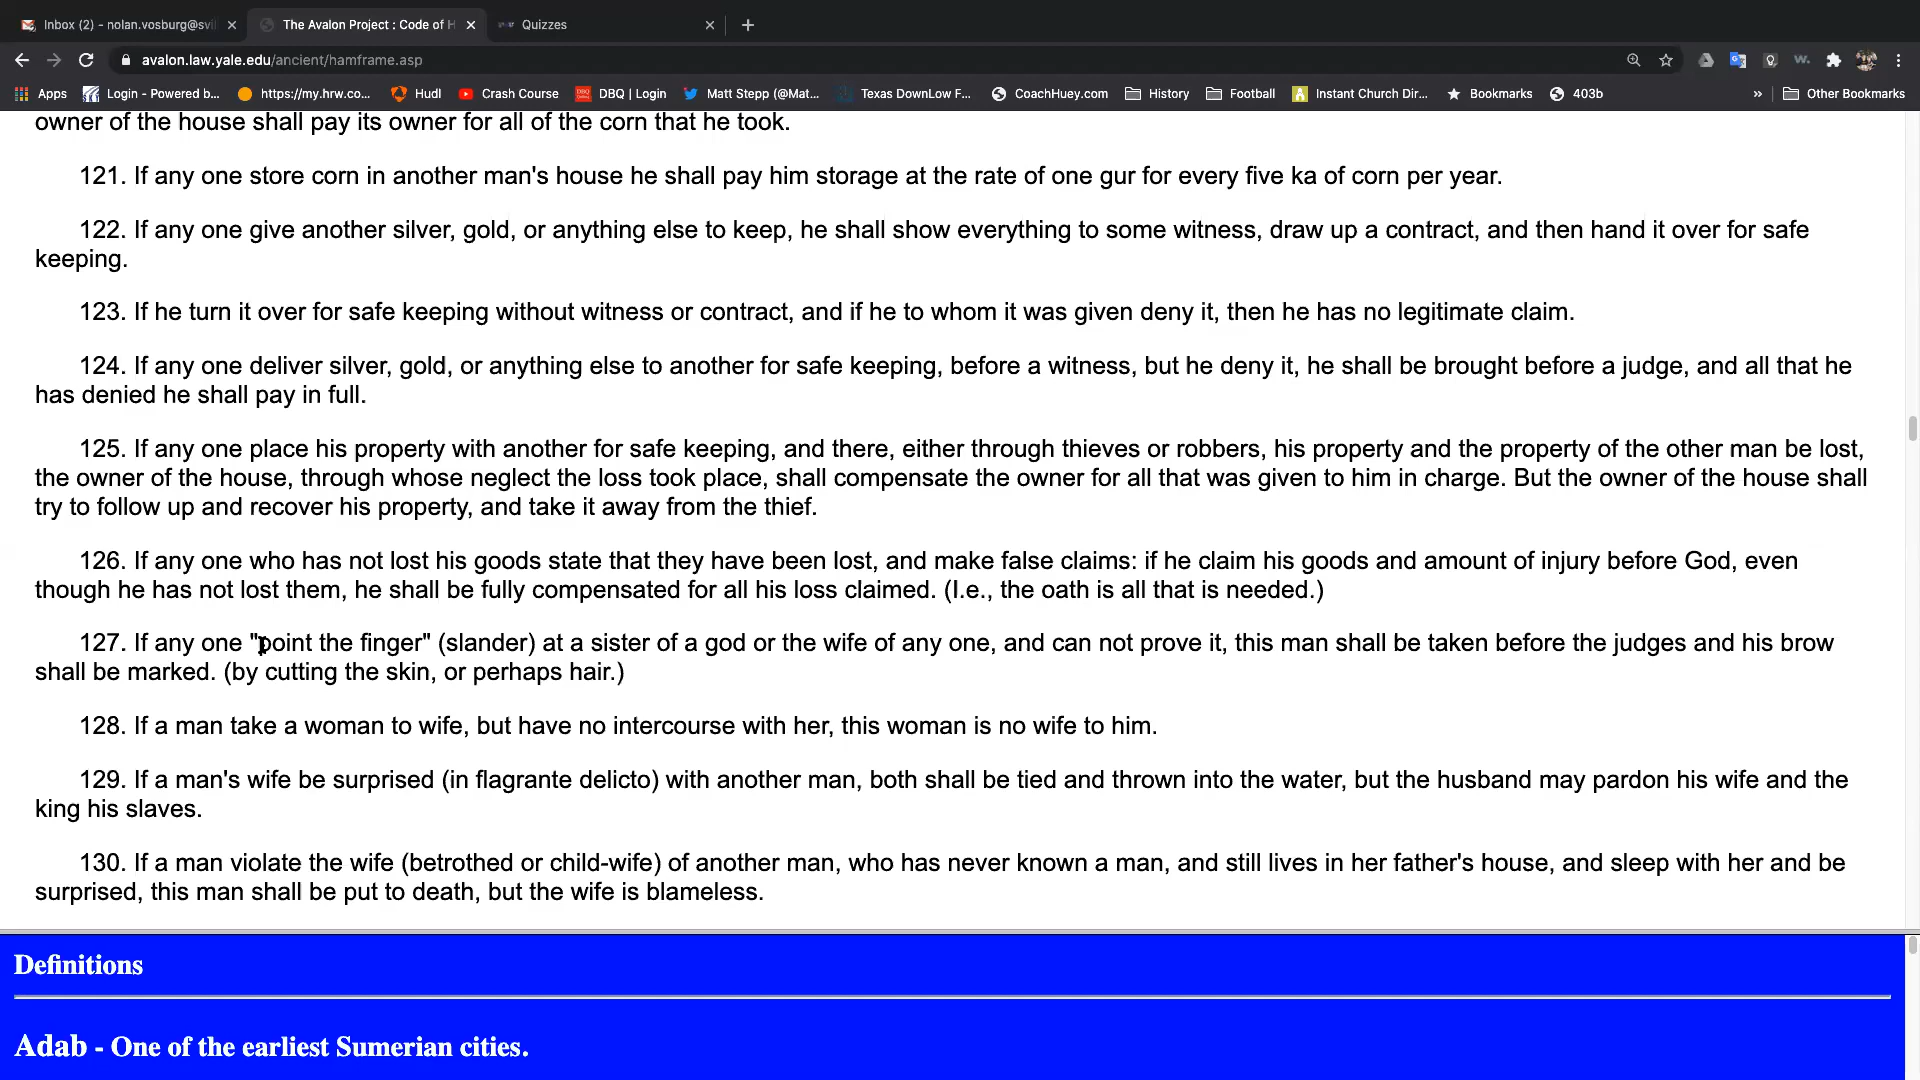 Inbox (2) - nolan.vosburg@svi
The Avalon Project : Code of H
Quizzes
avalon.law.yale.edu/ancient/hamframe.asp
Apps
Login - Powered b...
https://my.hrw.co...
Hudl
Crash Course
DBQ | Login
Matt Stepp (@Mat...
Texas DownLow F...
CoachHuey.com
History
Football
Instant Church Dir...
Bookmarks
403b
»
Other Bookmarks
owner of the house shall pay its owner for all of the corn that he took.
121. If any one store corn in another man's house he shall pay him storage at the rate of one gur for every five ka of corn per year.
122. If any one give another silver, gold, or anything else to keep, he shall show everything to some witness, draw up a contract, and then hand it over for safe
keeping.
123. If he turn it over for safe keeping without witness or contract, and if he to whom it was given deny it, then he has no legitimate claim.
124. If any one deliver silver, gold, or anything else to another for safe keeping, before a witness, but he deny it, he shall be brought before a judge, and all that he
has denied he shall pay in full.
125. If any one place his property with another for safe keeping, and there, either through thieves or robbers, his property and the property of the other man be lost,
the owner of the house, through whose neglect the loss took place, shall compensate the owner for all that was given to him in charge. But the owner of the house shall
try to follow up and recover his property, and take it away from the thief.
126. If any one who has not lost his goods state that they have been lost, and make false claims: if he claim his goods and amount of injury before God, even
though he has not lost them, he shall be fully compensated for all his loss claimed. (I.e., the oath is all that is needed.)
127. If any one "point the finger" (slander) at a sister of a god or the wife of any one, and can not prove it, this man shall be taken before the judges and his brow
shall be marked. (by cutting the skin, or perhaps hair.)
128. If a man take a woman to wife, but have no intercourse with her, this woman is no wife to him.
129. If a man's wife be surprised (in flagrante delicto) with another man, both shall be tied and thrown into the water, but the husband may pardon his wife and the
king his slaves.
130. If a man violate the wife (betrothed or child-wife) of another man, who has never known a man, and still lives in her father's house, and sleep with her and be
surprised, this man shall be put to death, but the wife is blameless.
Definitions
Adab - One of the earliest Sumerian cities.